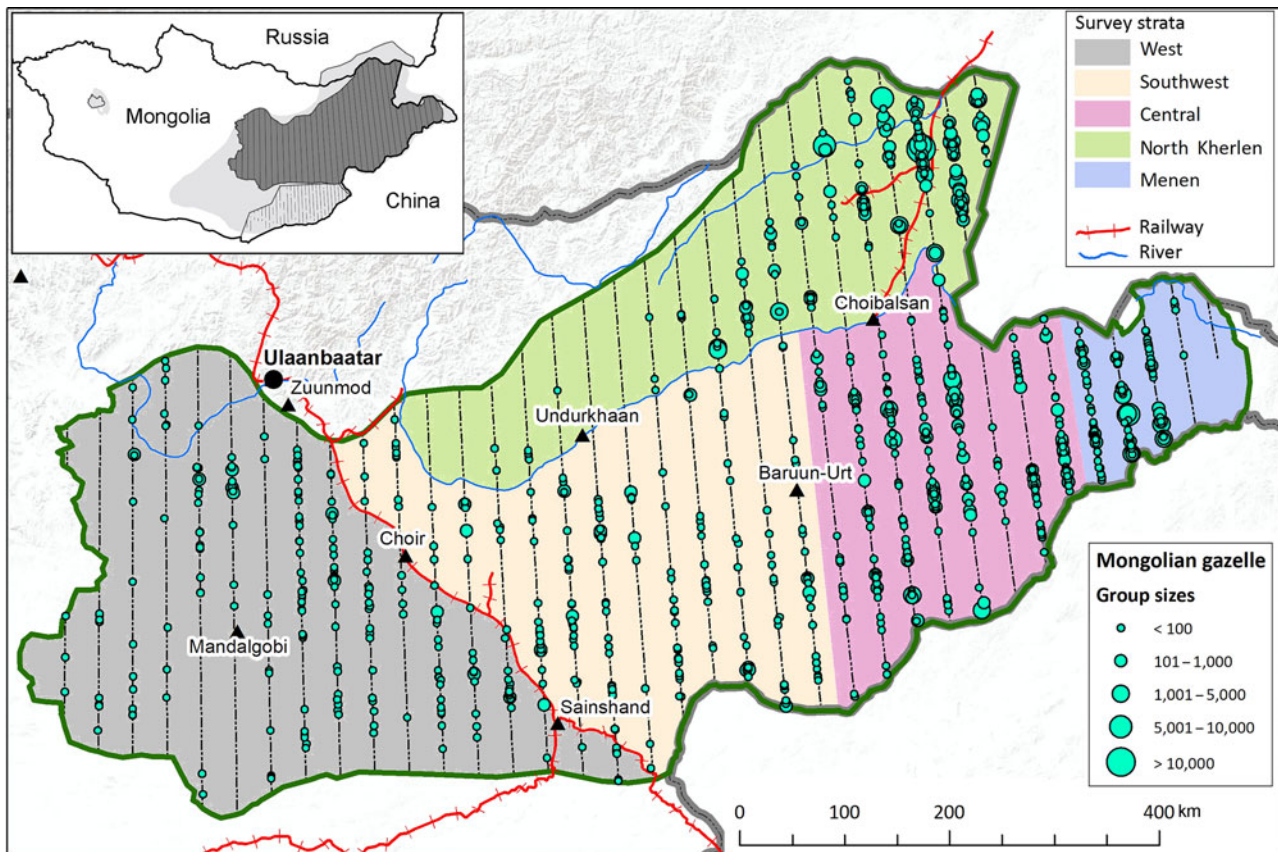 Russia
Mongolia
China
Survey strata
West
Southwest
Central
North Kherlen
Menen
Railway
River
Ulaanbaatar
Zuunmod
Choibalsan
Undurkhaan
Baruun-Urt
Choir
Mandalgobi
Sainshand
Mongolian gazelle
Group sizes
< 100
101–1,000
1,001–5,000
5,001–10,000
> 10,000
0 100 200 400 km